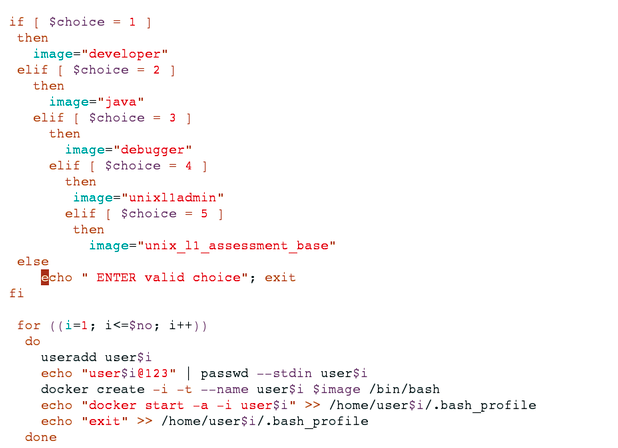 if [ $choice = 1 ]
 then
   image="developer"
 elif [ $choice = 2 ]
   then
     image="java"
   elif [ $choice = 3 ]
     then
       image="debugger"
     elif [ $choice = 4 ]
       then
        image="unixl1admin"
       elif [ $choice = 5 ]
        then
          image="unix_l1_assessment_base"
 else
    echo " ENTER valid choice"; exit
fi

 for ((i=1; i<=$no; i++))
  do
    useradd user$i
    echo "user$i@123" | passwd --stdin user$i
    docker create -i -t --name user$i $image /bin/bash
    echo "docker start -a -i user$i" >> /home/user$i/.bash_profile
    echo "exit" >> /home/user$i/.bash_profile
  done